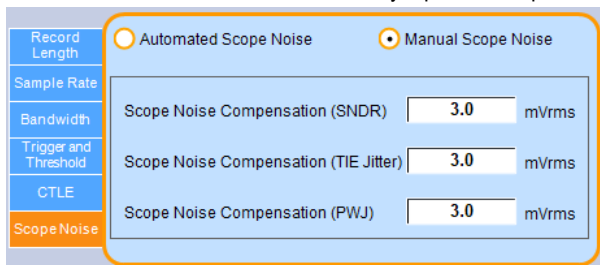 Record
Length
Sample Rate
Bandwidth
Trigger and
Threshold
CTLE
Scope Noise
Automated Scope Noise
Manual Scope Noise
Scope Noise Compensation (SNDR) 3.0 mVrms
Scope Noise Compensation (TIE Jitter) 3.0 mVrms
Scope Noise Compensation (PWJ) 3.0 mVrms